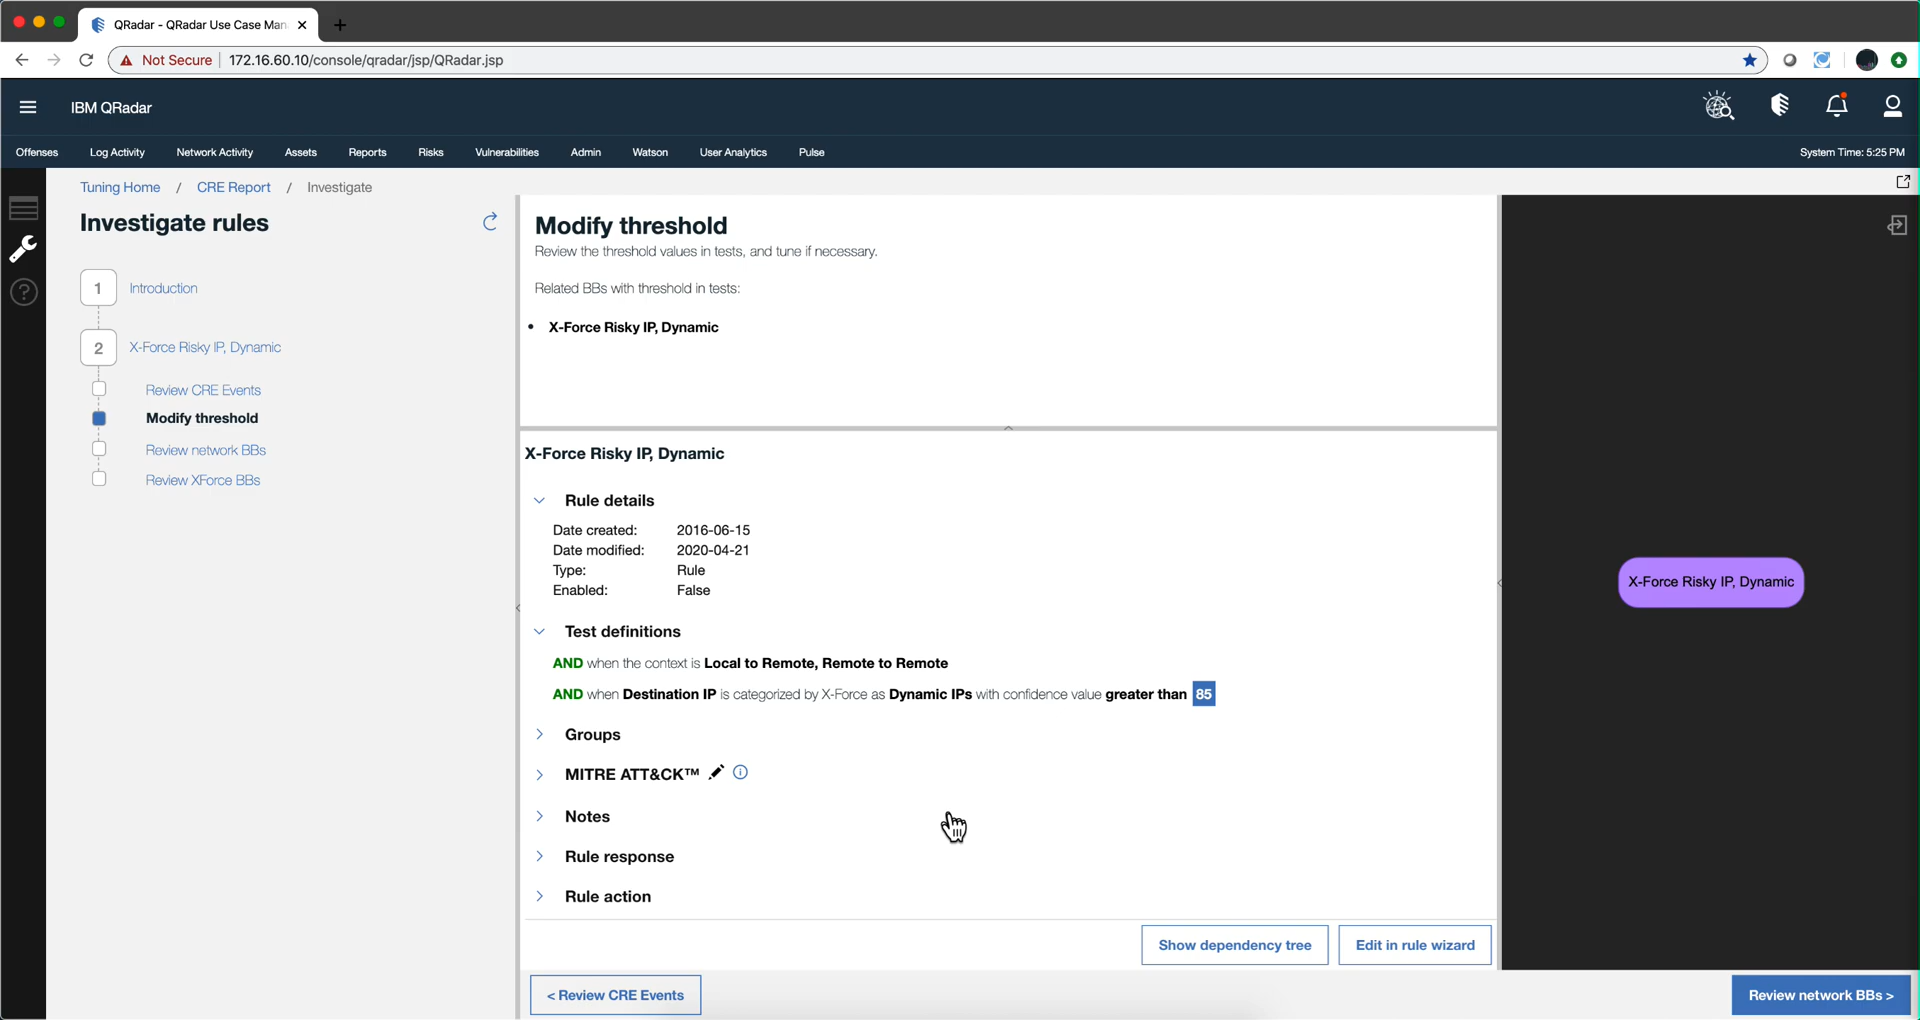 QRadar - QRadar Use Case Man
Not Secure 172.16.60.10/console/qradar/jsp/QRadar.jsp
IBM QRadar
Offenses Log Activity Network Activity Assets Reports Risks Vulnerabilities Admin Watson User Analytics Pulse System Time: 5:25 PM
Tuning Home / CRE Report / Investigate
Investigate rules
1 Introduction
2 X-Force Risky IP, Dynamic
Review CRE Events
Modify threshold
Review network BBs
Review XForce BBs
Modify threshold
Review the threshold values in tests, and tune if necessary.
Related BBs with threshold in tests:
• X-Force Risky IP, Dynamic
X-Force Risky IP, Dynamic
Rule details
Date created: 2016-06-15
Date modified: 2020-04-21
Type: Rule
Enabled: False
Test definitions
AND when the context is Local to Remote, Remote to Remote
AND when Destination IP is categorized by X-Force as Dynamic IPs with confidence value greater than 85
Groups
MITRE ATT&CK™
Notes
Rule response
Rule action
Show dependency tree Edit in rule wizard
< Review CRE Events
X-Force Risky IP, Dynamic
Review network BBs >